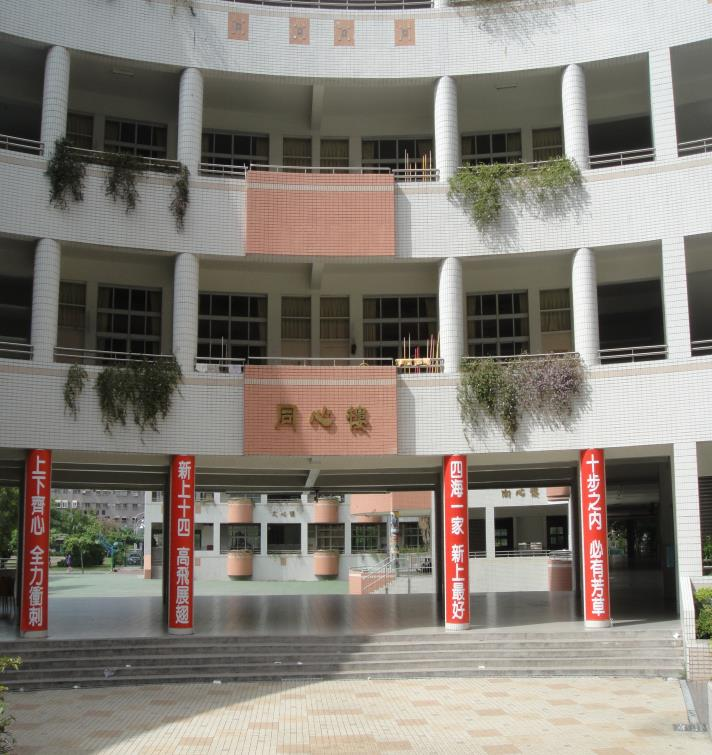 同心樓
上下齊心 全力衝刺
新上十四 高飛展翅
四海一家 新上最好
十步之內 必有芳草